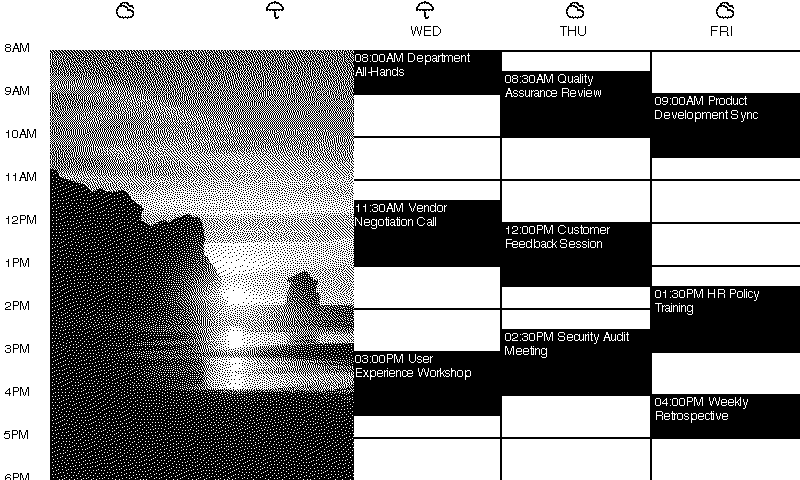 WED
THU
FRI
8AM
9AM
10AM
11AM
12PM
1PM
2PM
3PM
4PM
5PM
6PM
08:00AM Department
All-Hands
11:30AM Vendor
Negotiation Call
03:00PM User
Experience Workshop
08:30AM Quality
Assurance Review
12:00PM Customer
Feedback Session
02:30PM Security Audit
Meeting
09:00AM Product
Development Sync
01:30PM HR Policy
Training
04:00PM Weekly
Retrospective